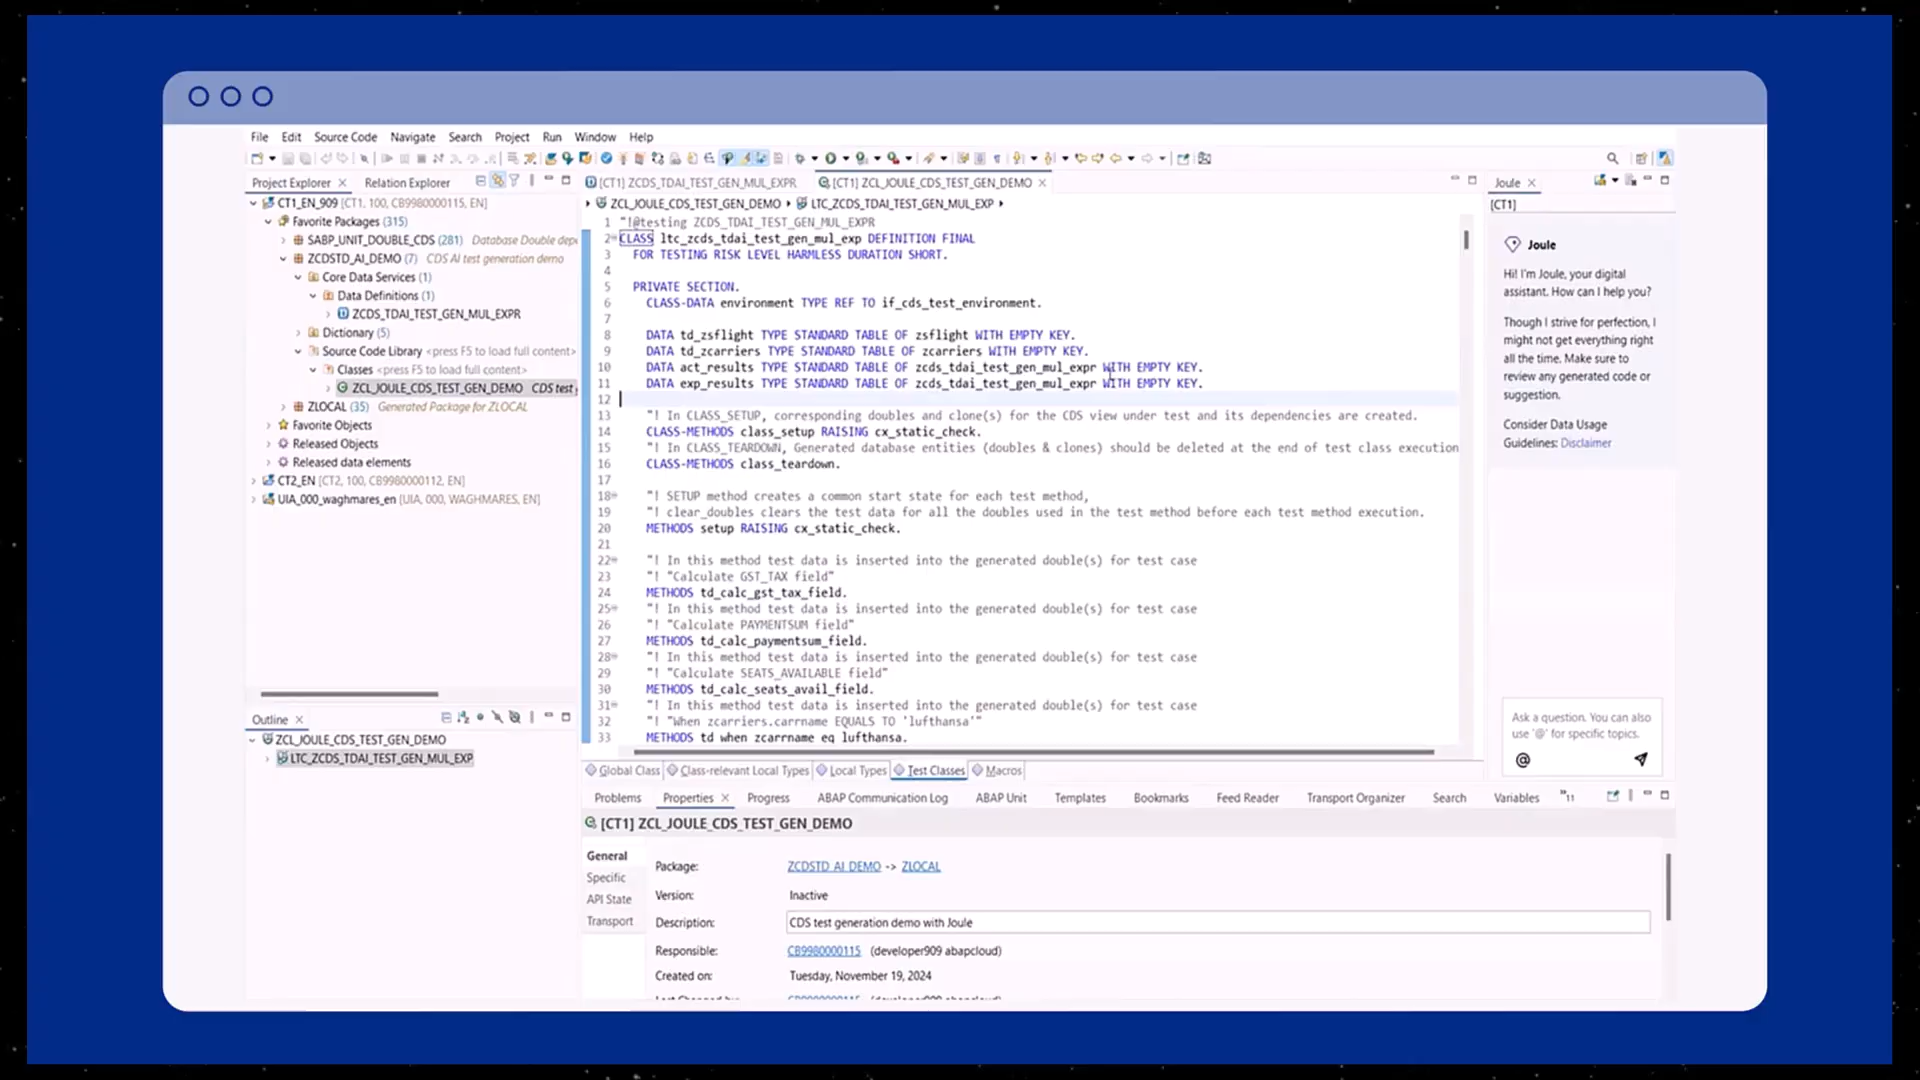 File Edit Source Code Navigate Search Project Run Window Help
Project Explorer Relation Explorer
CT1_EN_909 [CT1, 100, CB9980000115, EN]
Favorite Packages (315)
SABP_UNIT_DOUBLE_CDS (281) Database Double depe
ZCDSTD_AI_DEMO (7) CDS AI test generation demo
Core Data Services (1)
Data Definitions (1)
ZCDS_TDAI_TEST_GEN_MUL_EXPR
Dictionary (5)
Source Code Library <press F5 to load full content>
Classes <press F5 to load full content>
ZCL_JOULE_CDS_TEST_GEN_DEMO CDS test
ZLOCAL (35) Generated Package for ZLOCAL
Favorite Objects
Released Objects
Released data elements
CT2_EN [CT2, 100, CB9980000112, EN]
UIA_000_waghmares_en [UIA, 000, WAGHMARES, EN]
Outline
ZCL_JOULE_CDS_TEST_GEN_DEMO
LTC_ZCDS_TDAI_TEST_GEN_MUL_EXP
[CT1] ZCDS_TDAI_TEST_GEN_MUL_EXPR [CT1] ZCL_JOULE_CDS_TEST_GEN_DEMO
ZCL_JOULE_CDS_TEST_GEN_DEMO LTC_ZCDS_TDAI_TEST_GEN_MUL_EXP
1 "!@testing ZCDS_TDAI_TEST_GEN_MUL_EXPR
2 CLASS ltc_zcds_tdai_test_gen_mul_exp DEFINITION FINAL
3 FOR TESTING RISK LEVEL HARMLESS DURATION SHORT.
4
5 PRIVATE SECTION.
6 CLASS-DATA environment TYPE REF TO if_cds_test_environment.
7
8 DATA td_zsflight TYPE STANDARD TABLE OF zsflight WITH EMPTY KEY.
9 DATA td_zcarriers TYPE STANDARD TABLE OF zcarriers WITH EMPTY KEY.
10 DATA act_results TYPE STANDARD TABLE OF zcds_tdai_test_gen_mul_expr WITH EMPTY KEY.
11 DATA exp_results TYPE STANDARD TABLE OF zcds_tdai_test_gen_mul_expr WITH EMPTY KEY.
12
13 "! In CLASS_SETUP, corresponding doubles and clone(s) for the CDS view under test and its dependencies are created.
14 CLASS-METHODS class_setup RAISING cx_static_check.
15 "! In CLASS_TEARDOWN, Generated database entities (doubles & clones) should be deleted at the end of test class execution
16 CLASS-METHODS class_teardown.
17
18 "! SETUP method creates a common start state for each test method,
19 "! clear_doubles clears the test data for all the doubles used in the test method before each test method execution.
20 METHODS setup RAISING cx_static_check.
21
22 "! In this method test data is inserted into the generated double(s) for test case
23 "! "Calculate GST_TAX field"
24 METHODS td_calc_gst_tax_field.
25 "! In this method test data is inserted into the generated double(s) for test case
26 "! "Calculate PAYMENTSUM field"
27 METHODS td_calc_paymentsum_field.
28 "! In this method test data is inserted into the generated double(s) for test case
29 "! "Calculate SEATS_AVAILABLE field"
30 METHODS td_calc_seats_avail_field.
31 "! In this method test data is inserted into the generated double(s) for test case
32 "! "When zcarriers.carrname EQUALS TO 'lufthansa'"
33 METHODS td_when_zcarrname_eq_lufthansa.
Global Class Class-relevant Local Types Local Types Test Classes Macros
Joule
[CT1]
Joule
Hi! I'm Joule, your digital
assistant. How can I help you?
Though I strive for perfection, I
might not get everything right
all the time. Make sure to
review any generated code or
suggestion.
Consider Data Usage
Guidelines: Disclaimer
Ask a question. You can also
use '@' for specific topics.
@
Problems Properties Progress ABAP Communication Log ABAP Unit Templates Bookmarks Feed Reader Transport Organizer Search Variables »11
[CT1] ZCL_JOULE_CDS_TEST_GEN_DEMO
General
Specific
API State
Transport
Package: ZCDSTD_AI_DEMO -> ZLOCAL
Version: Inactive
Description: CDS test generation demo with Joule
Responsible: CB9980000115 (developer909 abapcloud)
Created on: Tuesday, November 19, 2024